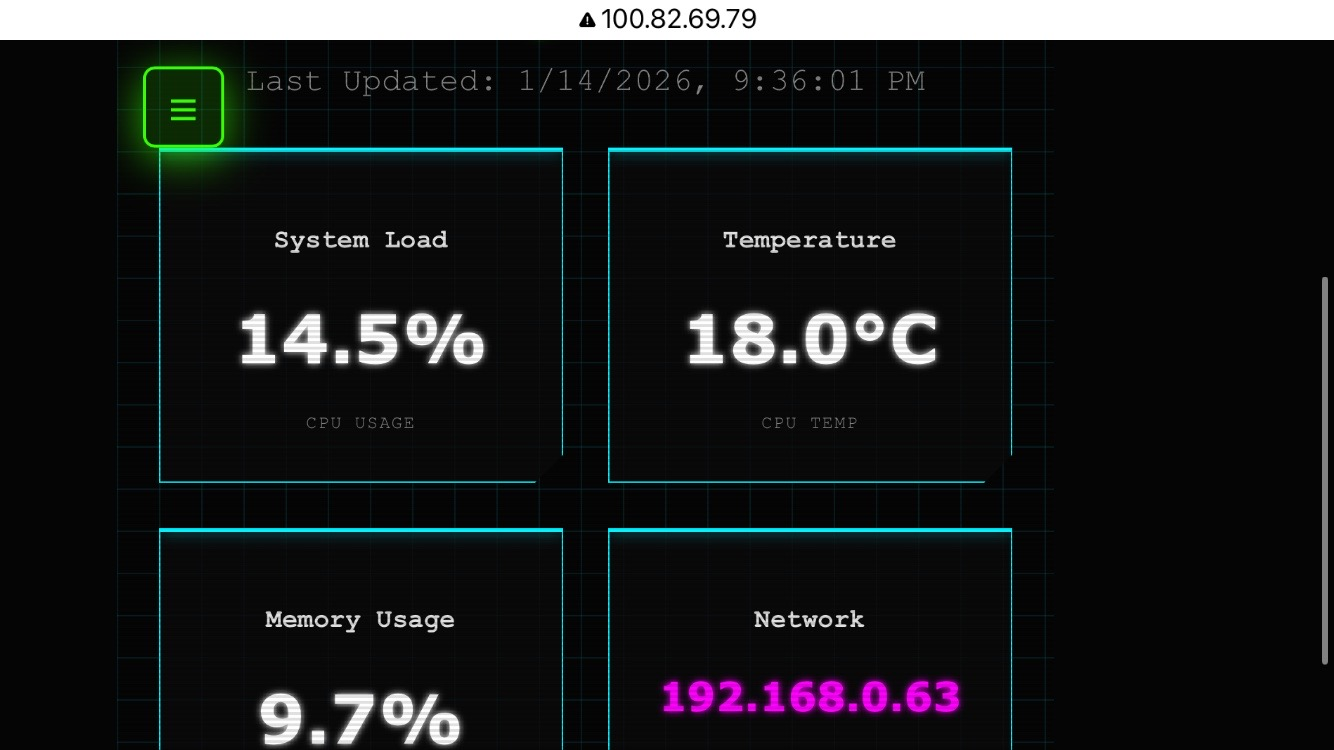 100.82.69.79
Last Updated: 1/14/2026, 9:36:01 PM
System Load
14.5%
CPU USAGE
Temperature
18.0°C
CPU TEMP
Memory Usage
9.7%
Network
192.168.0.63